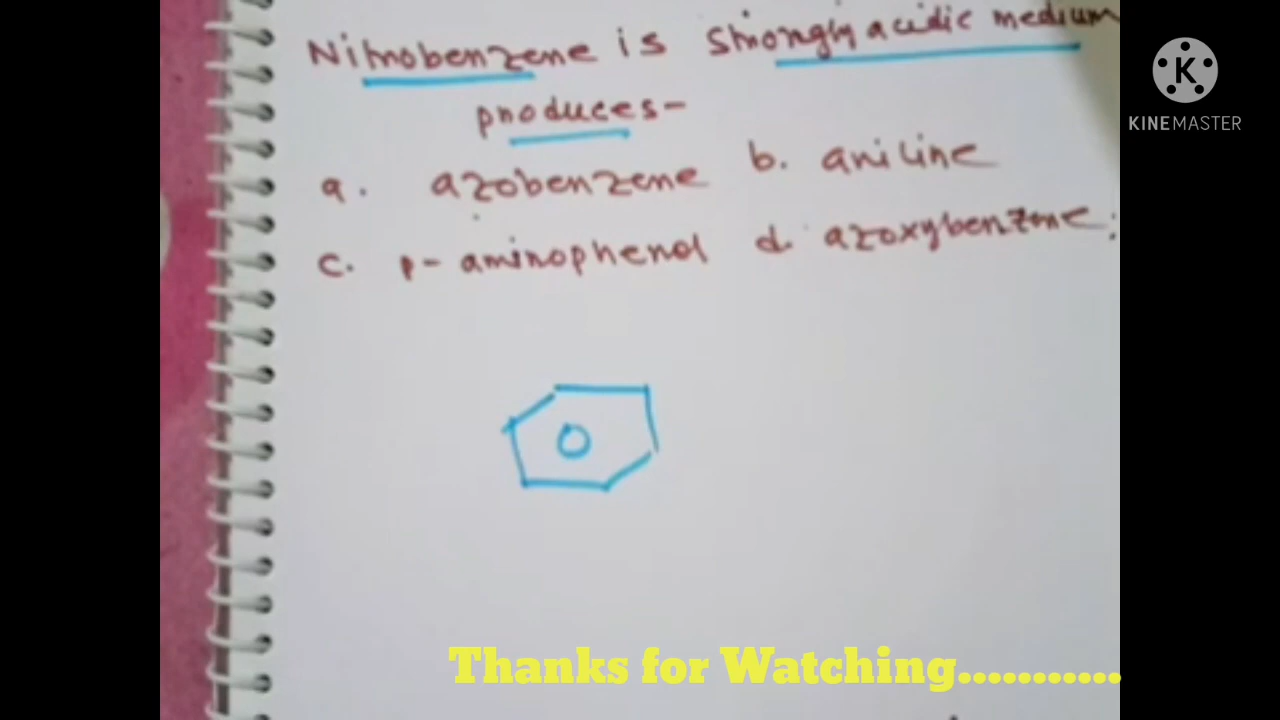 Nitrobenzene is strongly acidic medium
produces-
a. azobenzene b. aniline
c. p-aminophenol d. azoxybenzene;
K
KINEMASTER
Thanks for Watching...........